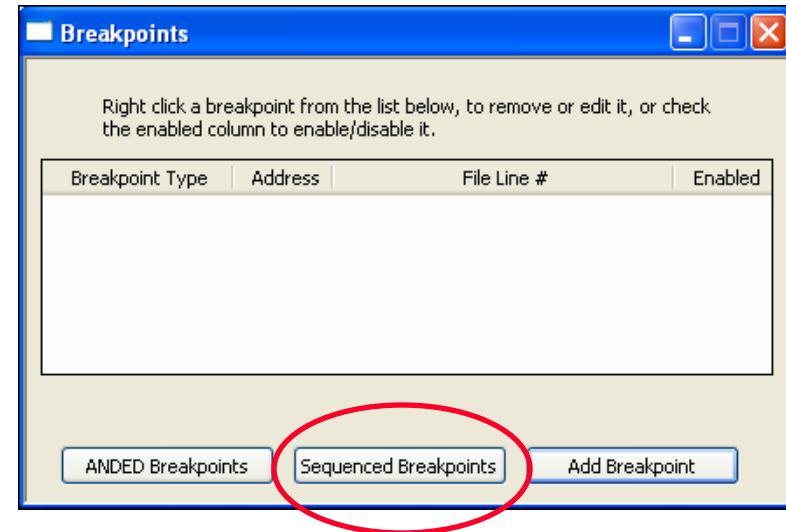 Breakpoints
Right click a breakpoint from the list below, to remove or edit it, or check
the enabled column to enable/disable it.
Breakpoint Type Address File Line # Enabled
ANDED Breakpoints Sequenced Breakpoints Add Breakpoint